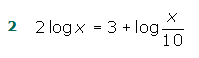 2 2 log x = 3 + log x/10